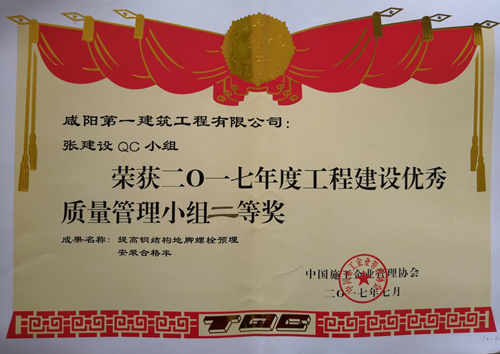 咸阳第一建筑工程有限公司：
张建设QC小组
荣获二O一七年度工程建设优秀
质量管理小组二等奖
成果名称：提高钢结构地脚螺栓预埋
安装合格率
中国施工企业管理协会
二O一七年七月
TQC